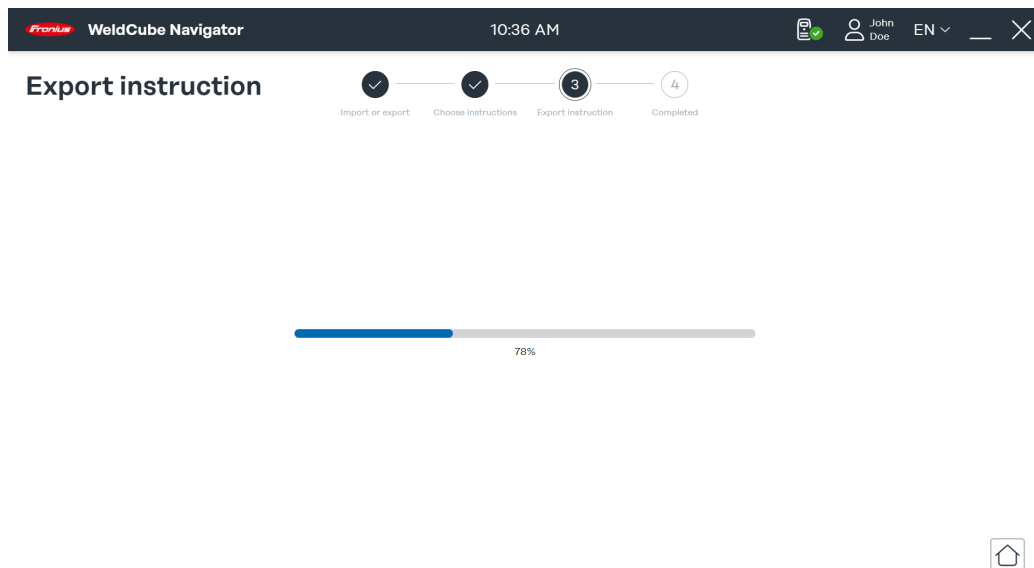 Fronius WeldCube Navigator 10:36 AM John Doe EN
Export instruction
3 4
Import or export Choose instructions Export instruction Completed
78%